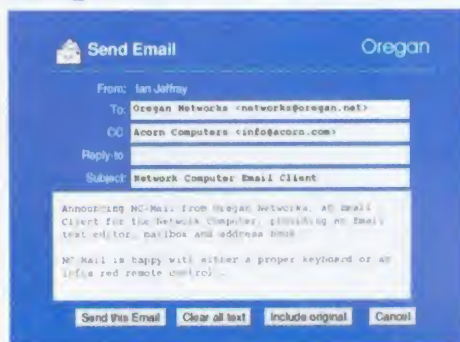 Send Email
Oregan
From: Ian Jeffray
To: Oregan Networks <networks@oregan.net>
CC Acorn Computers <info@acorn.com>
Reply-to
Subject: Network Computer Email Client
Announcing NC-Mail from Oregan Networks, an Email
Client for the Network Computer, providing an Email
text editor, mailbox and address book.
NC-Mail is happy with either a proper keyboard or an
infra red remote control.
Send this Email
Clear all text
Include original
Cancel